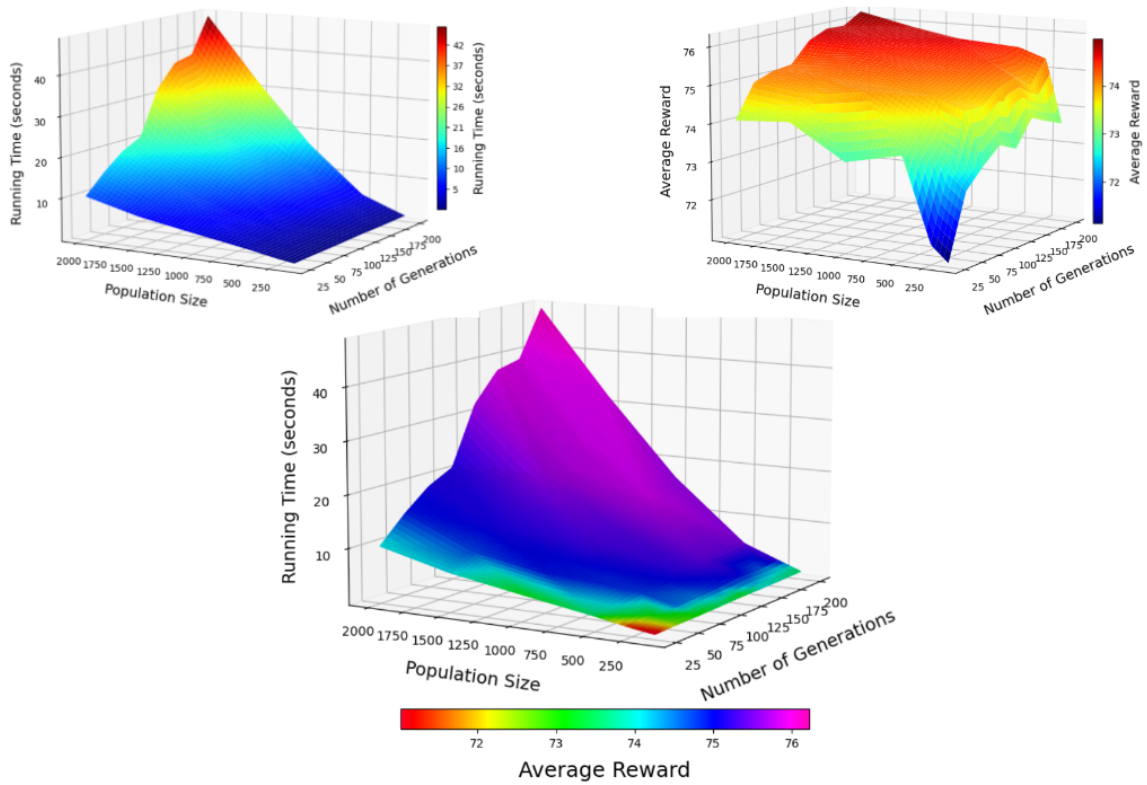 Running Time (seconds)
40
30
20
10
2000 1750 1500 1250 1000 750 500 250
Population Size
25 50 75 100 125 150 175 200
Number of Generations
42
37
32
26
21
16
10
5
Running Time (seconds)
Average Reward
76
75
74
73
72
2000 1750 1500 1250 1000 750 500 250
Population Size
25 50 75 100 125 150 175 200
Number of Generations
74
73
72
Average Reward
Running Time (seconds)
40
30
20
10
2000 1750 1500 1250 1000 750 500 250
Population Size
25 50 75 100 125 150 175 200
Number of Generations
72 73 74 75 76
Average Reward